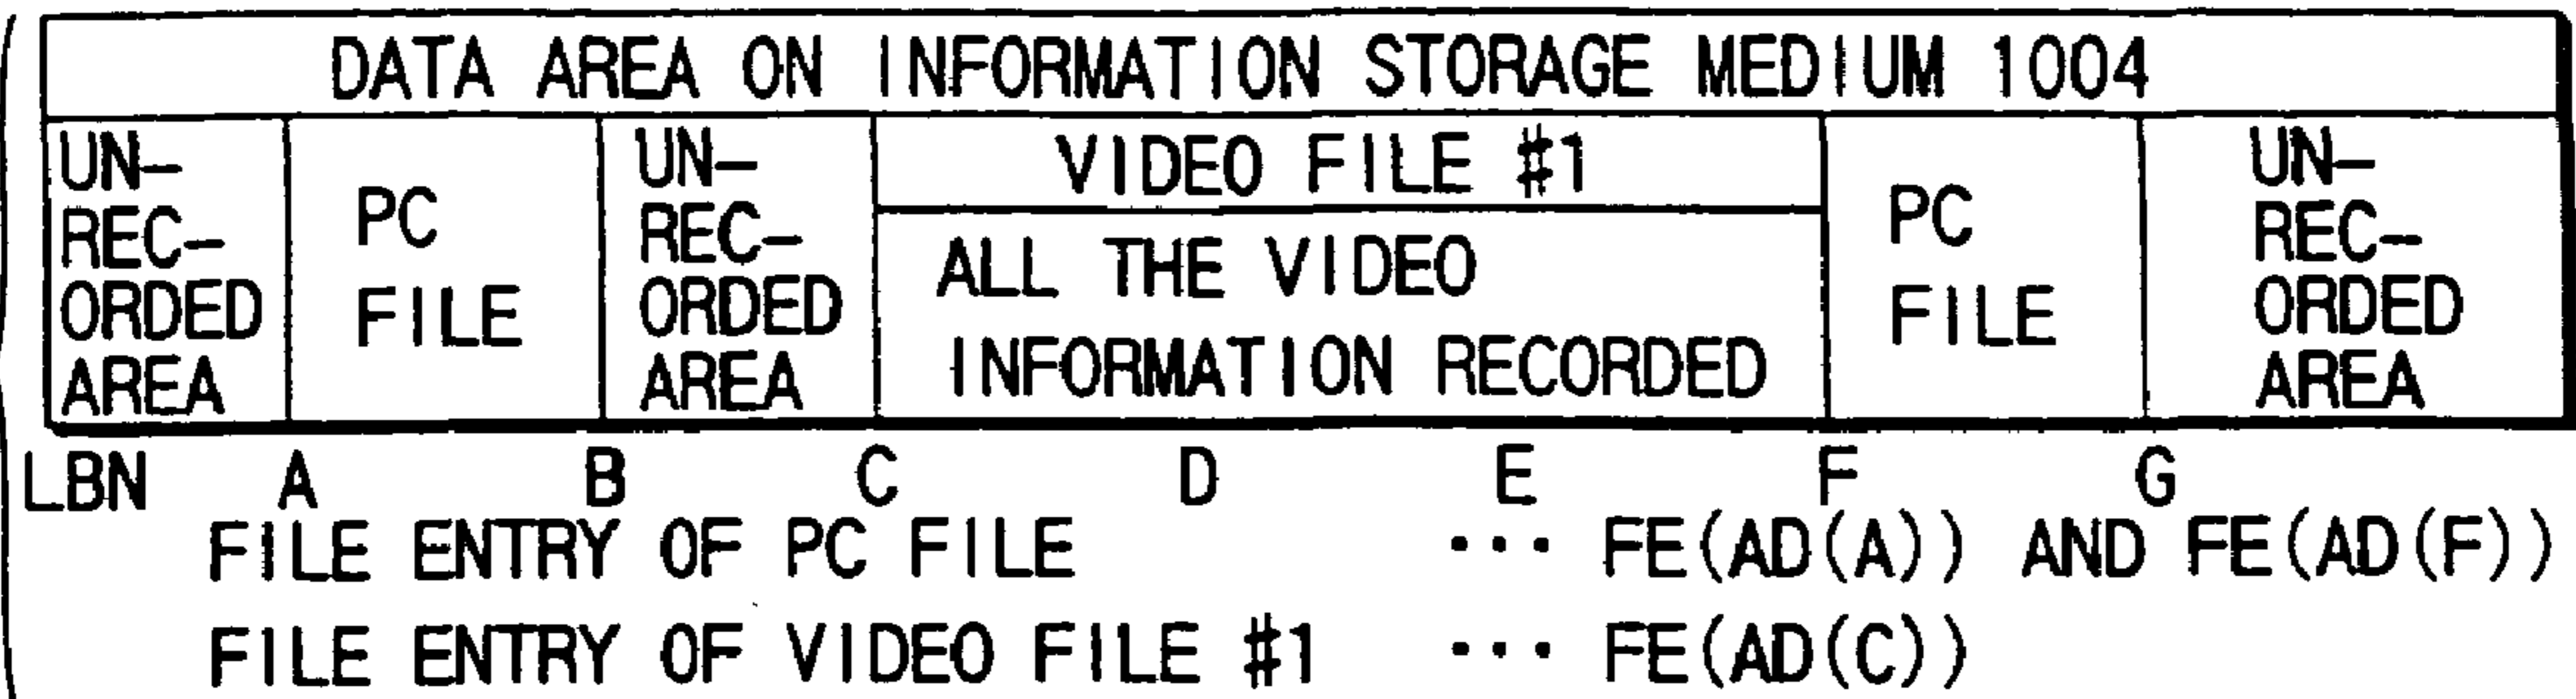 DATA AREA ON INFORMATION STORAGE MEDIUM 1004
UN-
REC-
ORDED
AREA
PC
FILE
UN-
REC-
ORDED
AREA
VIDEO FILE #1
ALL THE VIDEO
INFORMATION RECORDED
PC
FILE
UN-
REC-
ORDED
AREA
LBN A B C D E F G
FILE ENTRY OF PC FILE ··· FE(AD(A)) AND FE(AD(F))
FILE ENTRY OF VIDEO FILE #1 ··· FE(AD(C))